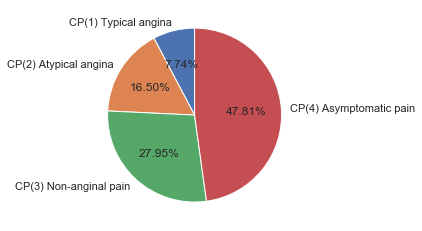 CP(1) Typical angina
7.74%
CP(2) Atypical angina
16.50%
47.81%
CP(4) Asymptomatic pain
27.95%
CP(3) Non-anginal pain